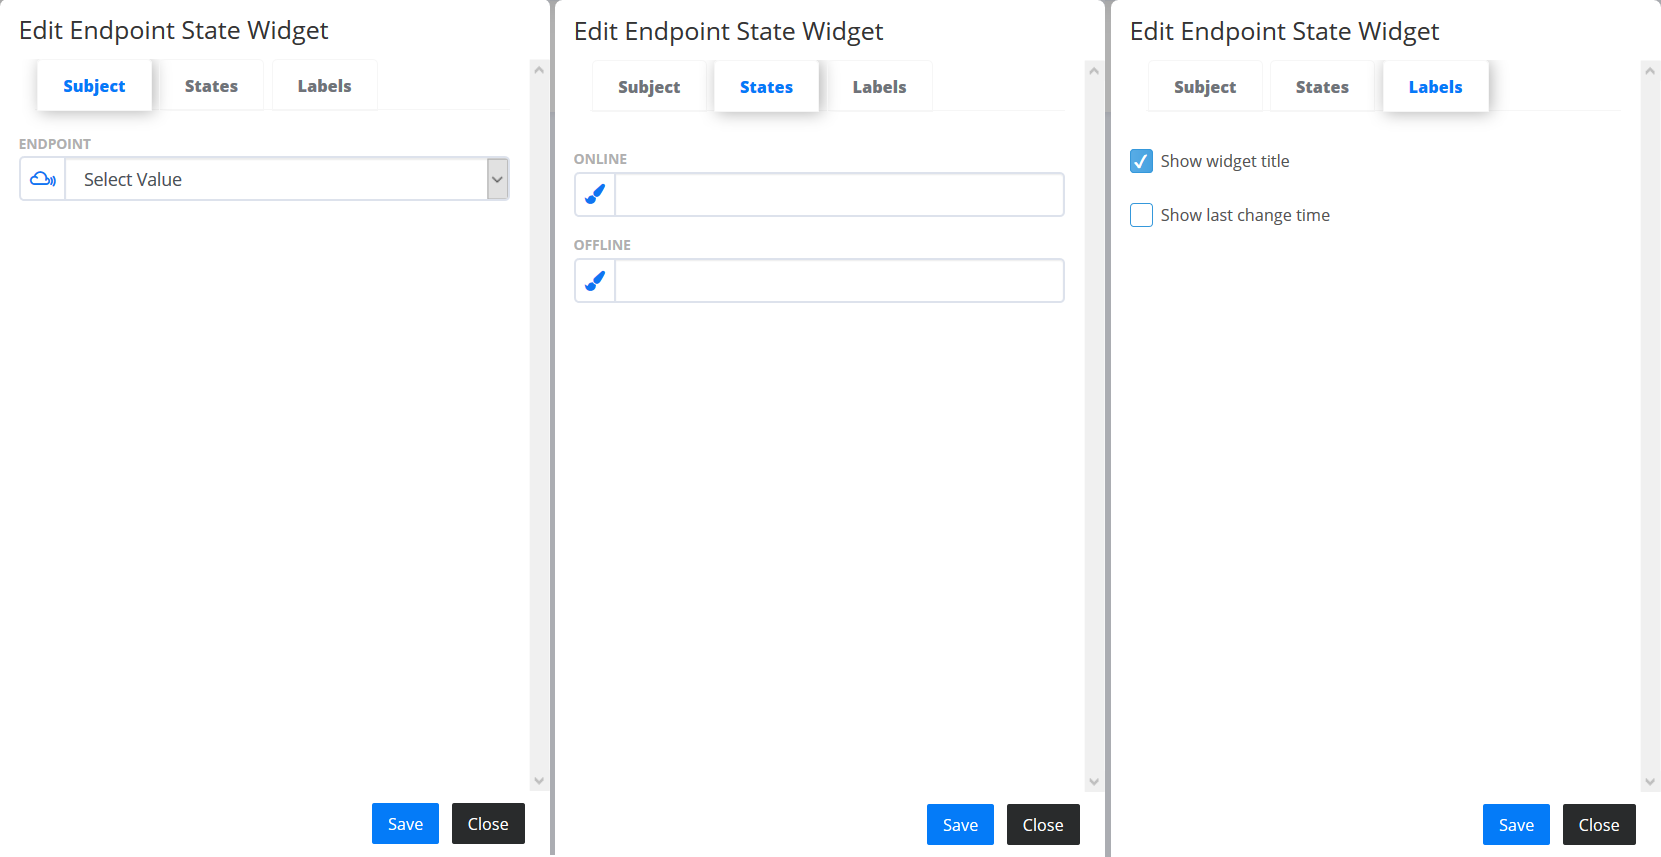 Edit Endpoint State Widget
Subject States Labels
ENDPOINT
Select Value
Save Close
Edit Endpoint State Widget
Subject States Labels
ONLINE
OFFLINE
Save Close
Edit Endpoint State Widget
Subject States Labels
Show widget title
Show last change time
Save Close